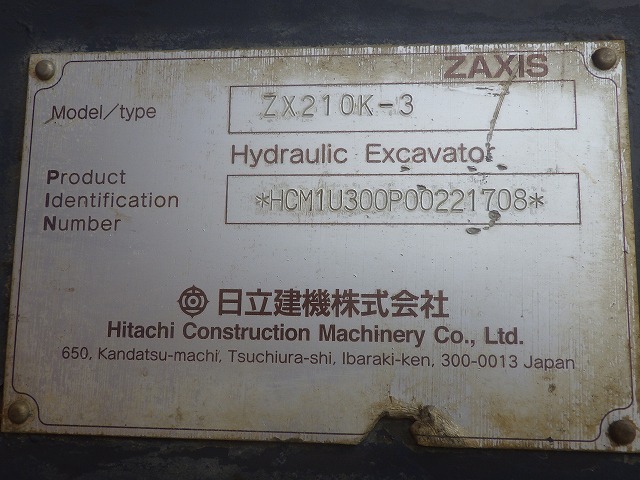 ZAXIS
Model/type ZX210K-3
Hydraulic Excavator
Product
Identification *HCM1U300P00221708*
Number
日立建機株式会社
Hitachi Construction Machinery Co., Ltd.
650, Kandatsu-machi, Tsuchiura-shi, Ibaraki-ken, 300-0013 Japan